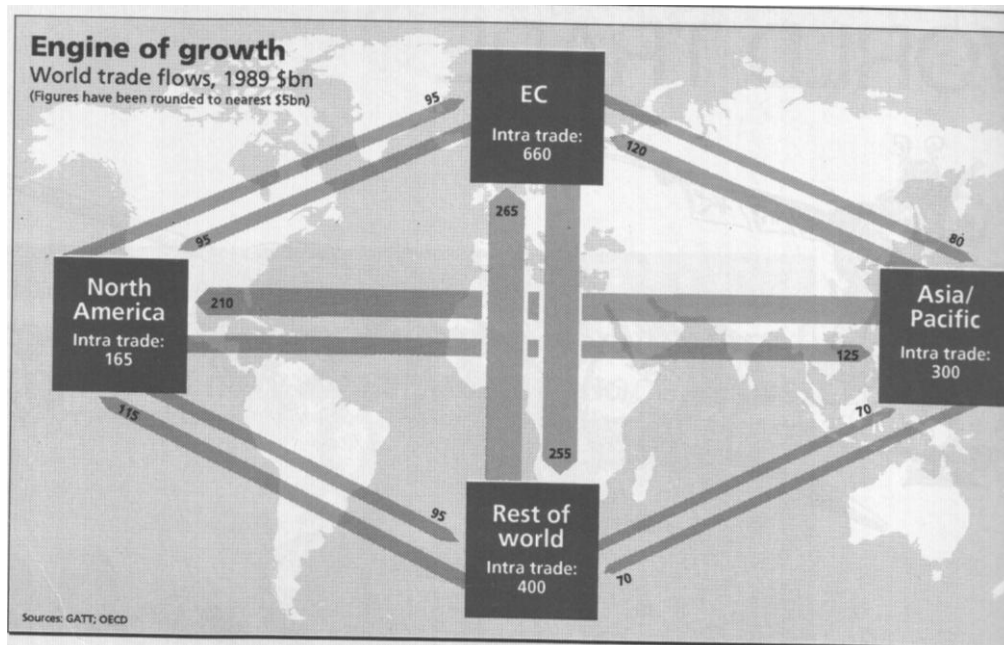 Engine of growth
World trade flows, 1989 $bn
(Figures have been rounded to nearest $5bn)
95
EC
Intra trade:
660
120
95
265
80
North
America
Intra trade:
165
210
Asia/
Pacific
Intra trade:
300
125
115
70
255
95
Rest of
world
Intra trade:
400
70
Sources: GATT; OECD